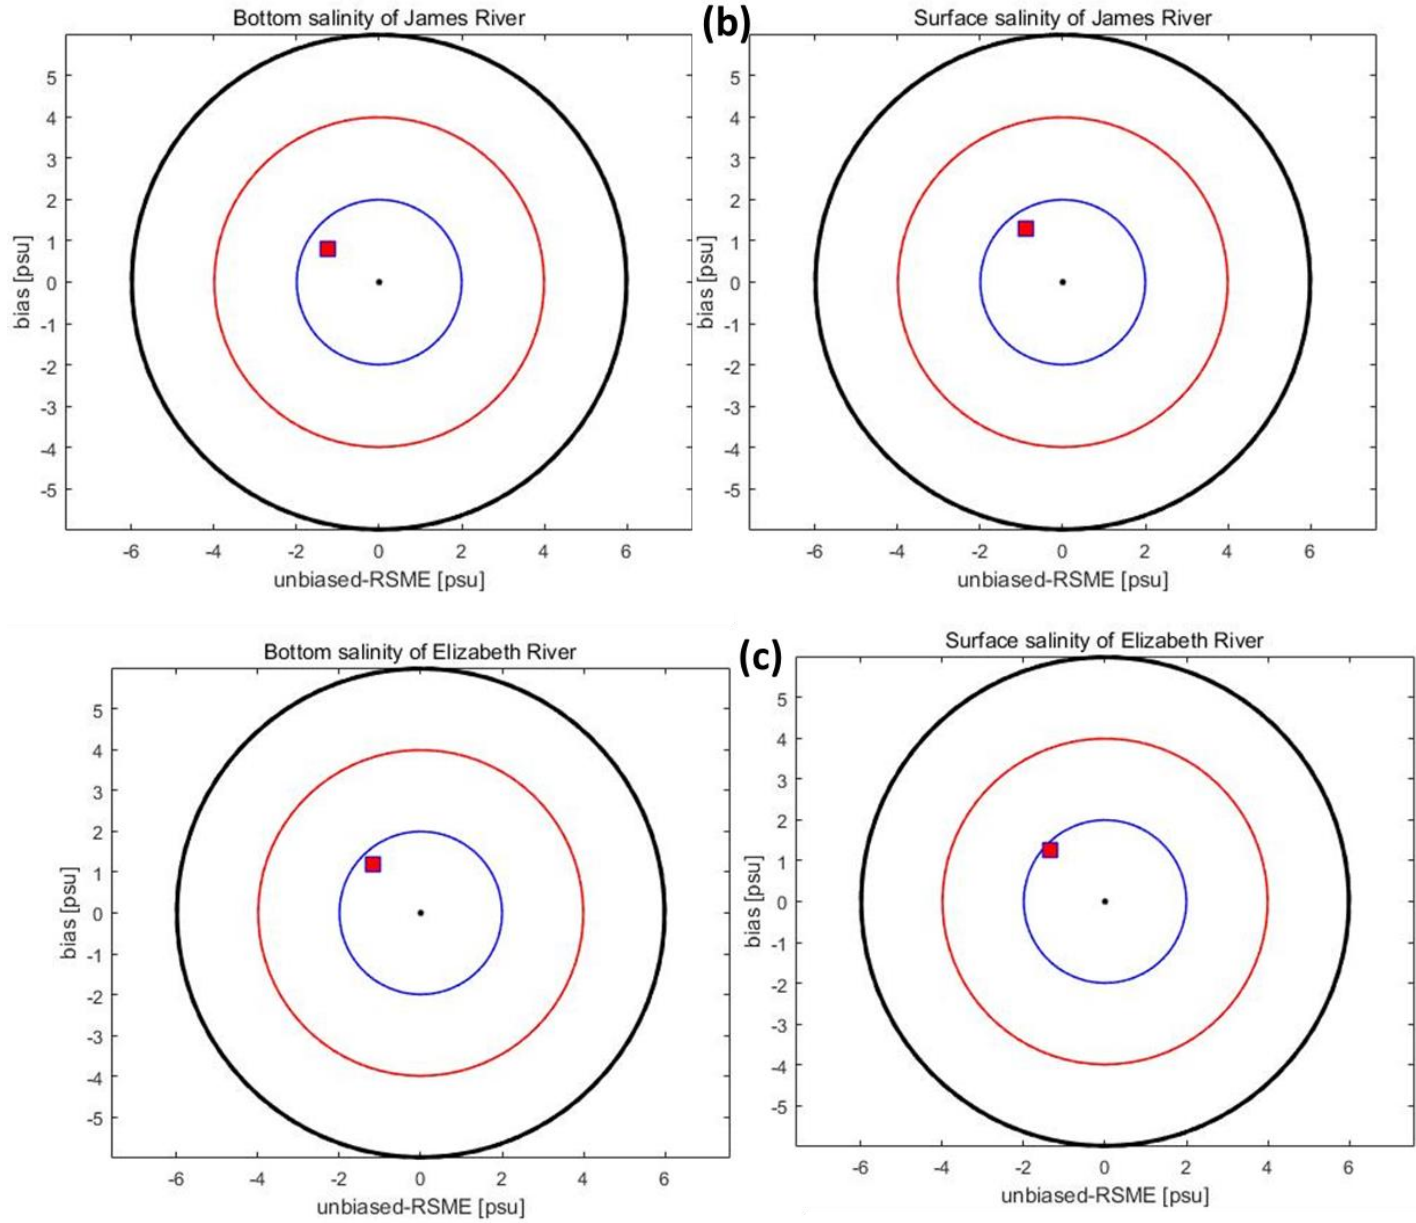 Bottom salinity of James River
bias [psu]
5
4
3
2
1
0
-1
-2
-3
-4
-5
-6 -4 -2 0 2 4 6
unbiased-RSME [psu]
(b)
Surface salinity of James River
bias [psu]
5
4
3
2
1
0
-1
-2
-3
-4
-5
-6 -4 -2 0 2 4 6
unbiased-RSME [psu]
Bottom salinity of Elizabeth River
bias [psu]
5
4
3
2
1
0
-1
-2
-3
-4
-5
-6 -4 -2 0 2 4 6
unbiased-RSME [psu]
(c)
Surface salinity of Elizabeth River
bias [psu]
5
4
3
2
1
0
-1
-2
-3
-4
-5
-6 -4 -2 0 2 4 6
unbiased-RSME [psu]